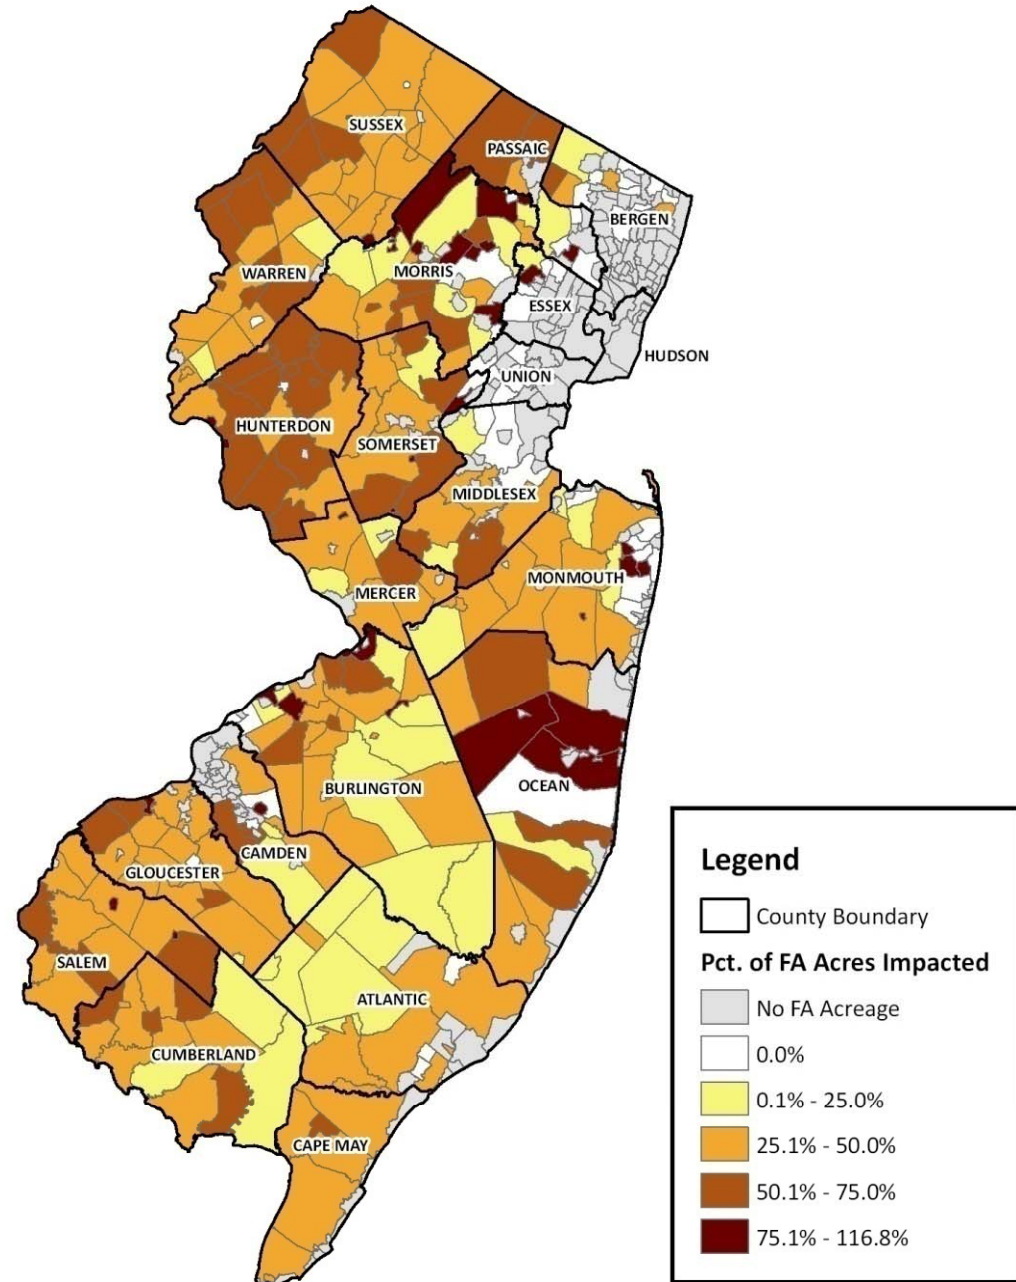 SUSSEX
PASSAIC
BERGEN
WARREN
MORRIS
ESSEX
HUDSON
UNION
HUNTERDON
SOMERSET
MIDDLESEX
MERCER
MONMOUTH
OCEAN
BURLINGTON
CAMDEN
GLOUCESTER
SALEM
ATLANTIC
CUMBERLAND
CAPE MAY
Legend
County Boundary
Pct. of FA Acres Impacted
No FA Acreage
0.0%
0.1% - 25.0%
25.1% - 50.0%
50.1% - 75.0%
75.1% - 116.8%